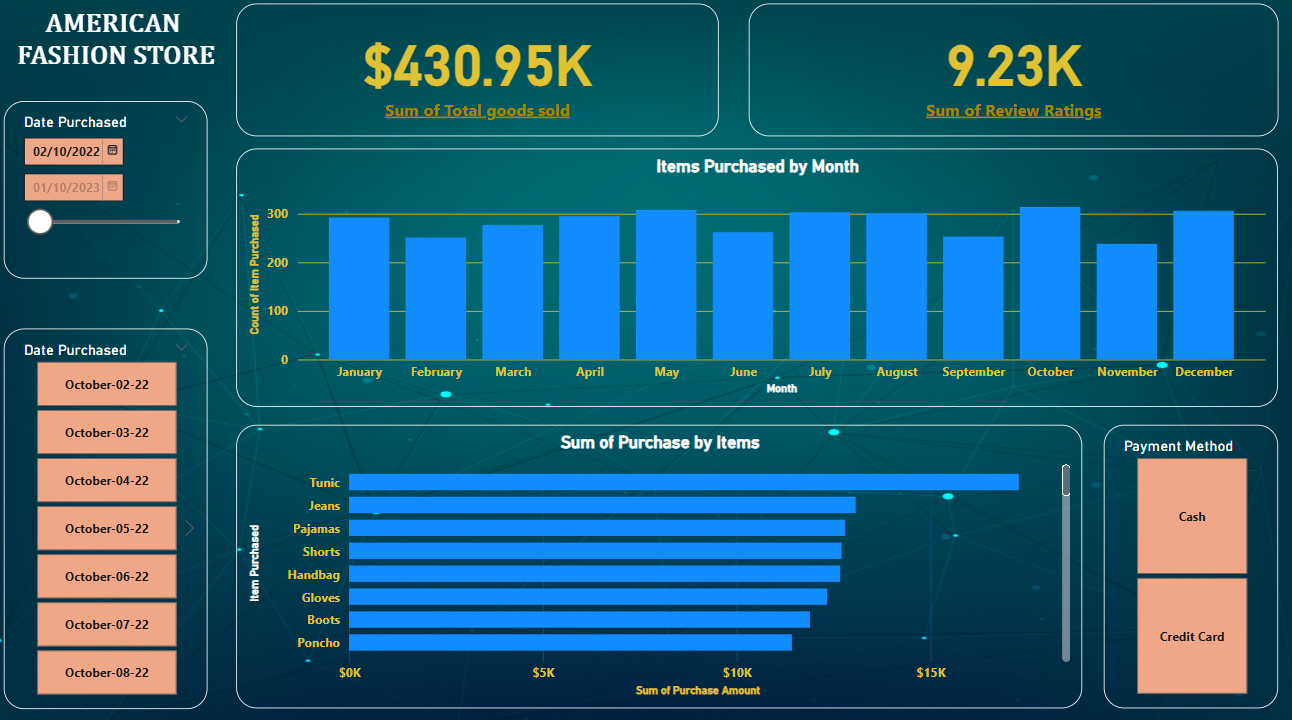 AMERICAN
FASHION STORE
$430.95K
Sum of Total goods sold
9.23K
Sum of Review Ratings
Date Purchased
02/10/2022
01/10/2023
Items Purchased by Month
Count of Item Purchased
300
200
100
0
January February March April May June July August September October November December
Month
Date Purchased
October-02-22
October-03-22
October-04-22
October-05-22
October-06-22
October-07-22
October-08-22
Sum of Purchase by Items
Item Purchased
Tunic
Jeans
Pajamas
Shorts
Handbag
Gloves
Boots
Poncho
$0K $5K $10K $15K
Sum of Purchase Amount
Payment Method
Cash
Credit Card